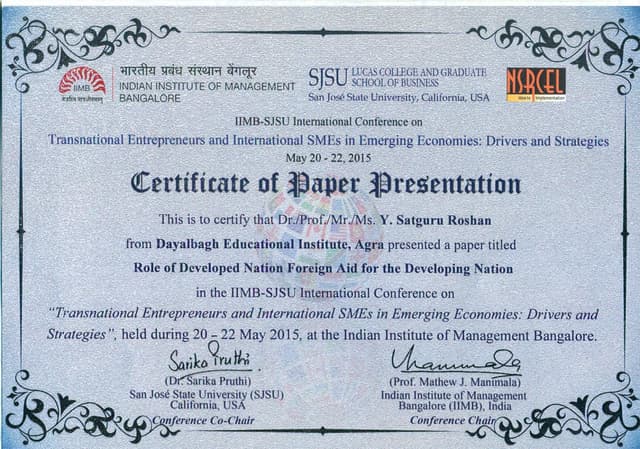 IIMB
भारतीय प्रबंध संस्थान बेंगलूर
INDIAN INSTITUTE OF MANAGEMENT
BANGALORE
SJSU LUCAS COLLEGE AND GRADUATE
SCHOOL OF BUSINESS
San José State University, California, USA
NSRCEL
Idea to Implementation
IIMB-SJSU International Conference on
Transnational Entrepreneurs and International SMEs in Emerging Economies: Drivers and Strategies
May 20 - 22, 2015
Certificate of Paper Presentation
This is to certify that Dr./Prof./Mr./Ms. Y. Satguru Roshan
from Dayalbagh Educational Institute, Agra presented a paper titled
Role of Developed Nation Foreign Aid for the Developing Nation
in the IIMB-SJSU International Conference on
“Transnational Entrepreneurs and International SMEs in Emerging Economies: Drivers and
Strategies”, held during 20 – 22 May 2015, at the Indian Institute of Management Bangalore.
Sarika Pruthi
(Dr. Sarika Pruthi)
San José State University (SJSU)
California, USA
Conference Co-Chair
(Prof. Mathew J. Manimala)
Indian Institute of Management
Bangalore (IIMB), India
Conference Chair